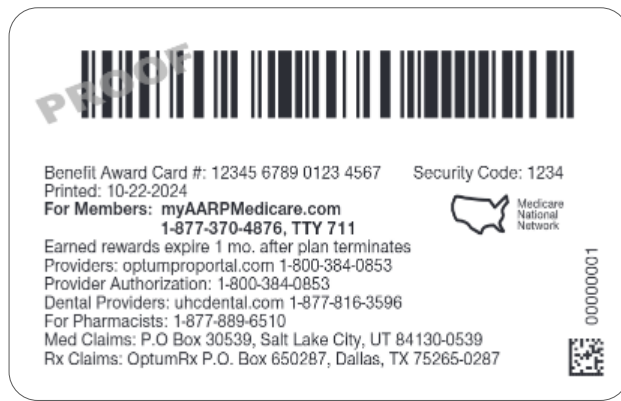 PROOF
Benefit Award Card #: 12345 6789 0123 4567 Security Code: 1234
Printed: 10-22-2024
For Members: myAARPMedicare.com
1-877-370-4876, TTY 711
Medicare
National
Network
Earned rewards expire 1 mo. after plan terminates
Providers: optumproportal.com 1-800-384-0853
Provider Authorization: 1-800-384-0853
Dental Providers: uhcdental.com 1-877-816-3596
For Pharmacists: 1-877-889-6510
Med Claims: P.O Box 30539, Salt Lake City, UT 84130-0539
Rx Claims: OptumRx P.O. Box 650287, Dallas, TX 75265-0287
00000001